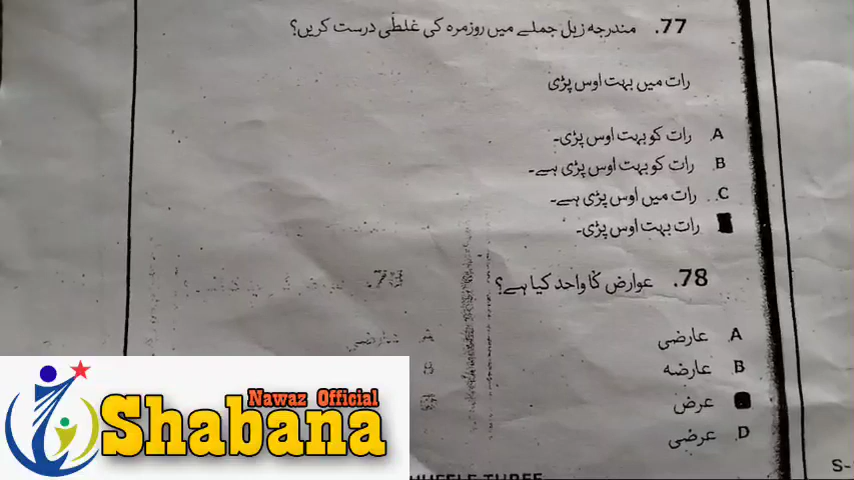 77. مندرجہ زیل جملے میں روزمرہ کی غلطی درست کریں؟
رات میں بہت اوس پڑی
A رات کو بہت اوس پڑی۔
B رات کو بہت اوس پڑی ہے۔
C رات میں اوس پڑی ہے۔
رات بہت اوس پڑی۔
78. عوارض کا واحد کیا ہے؟
A عارضی
B عارضہ
عرض
D عرضی
Nawaz Official
Shabana
THREE
S-